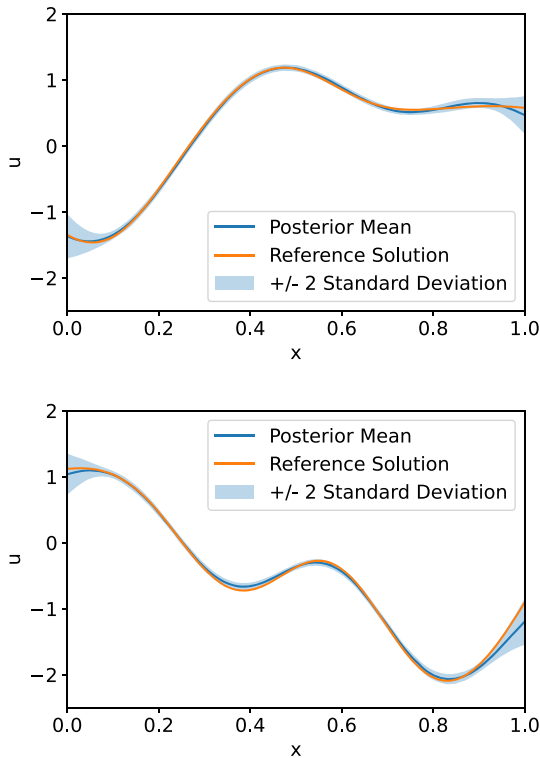 2
1
0
−1
−2
u
Posterior Mean
Reference Solution
+/- 2 Standard Deviation
0.0 0.2 0.4 0.6 0.8 1.0
x
2
1
0
−1
−2
u
Posterior Mean
Reference Solution
+/- 2 Standard Deviation
0.0 0.2 0.4 0.6 0.8 1.0
x